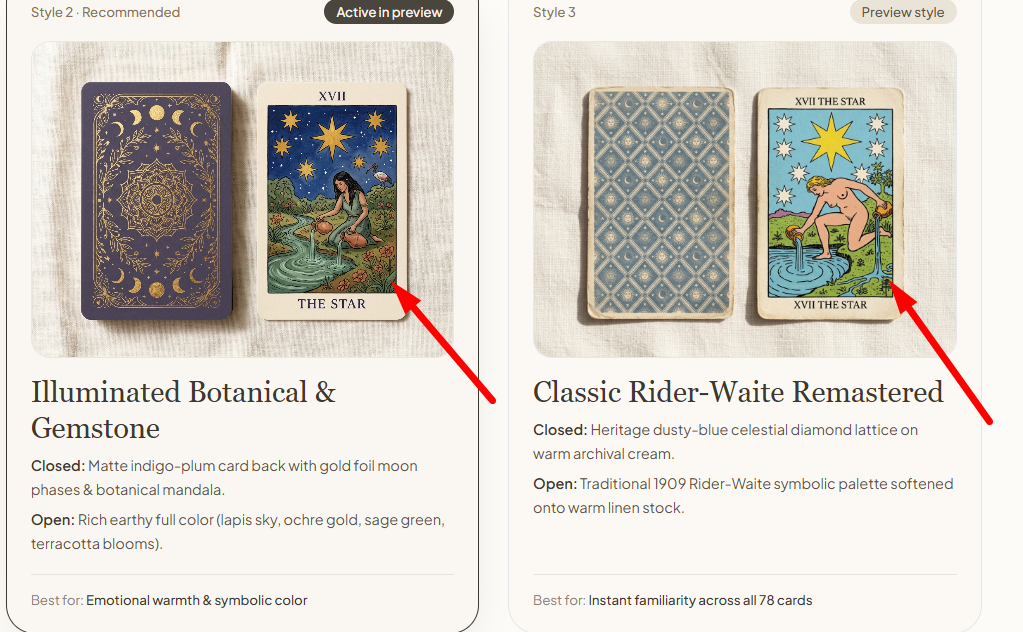 Style 2 · Recommended
Active in preview
XVII
THE STAR
Illuminated Botanical &
Gemstone
Closed: Matte indigo-plum card back with gold foil moon
phases & botanical mandala.
Open: Rich earthy full color (lapis sky, ochre gold, sage green,
terracotta blooms).
Best for: Emotional warmth & symbolic color
Style 3
Preview style
XVII THE STAR
XVII THE STAR
Classic Rider-Waite Remastered
Closed: Heritage dusty-blue celestial diamond lattice on
warm archival cream.
Open: Traditional 1909 Rider-Waite symbolic palette softened
onto warm linen stock.
Best for: Instant familiarity across all 78 cards